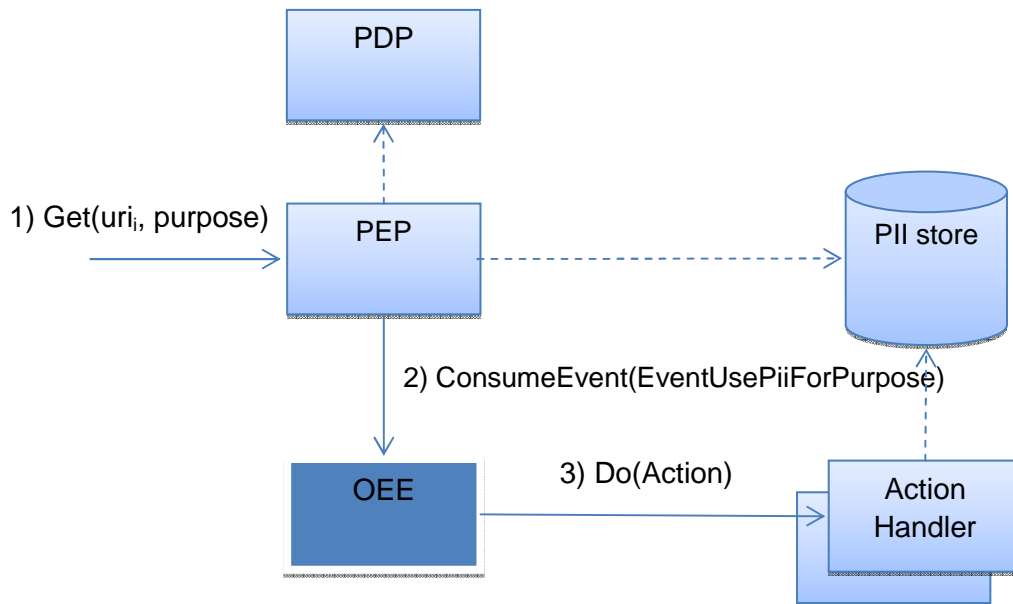 PDP
1) Get(uriᵢ, purpose)
PEP
PII store
2) ConsumeEvent(EventUsePiiForPurpose)
OEE
3) Do(Action)
Action
Handler